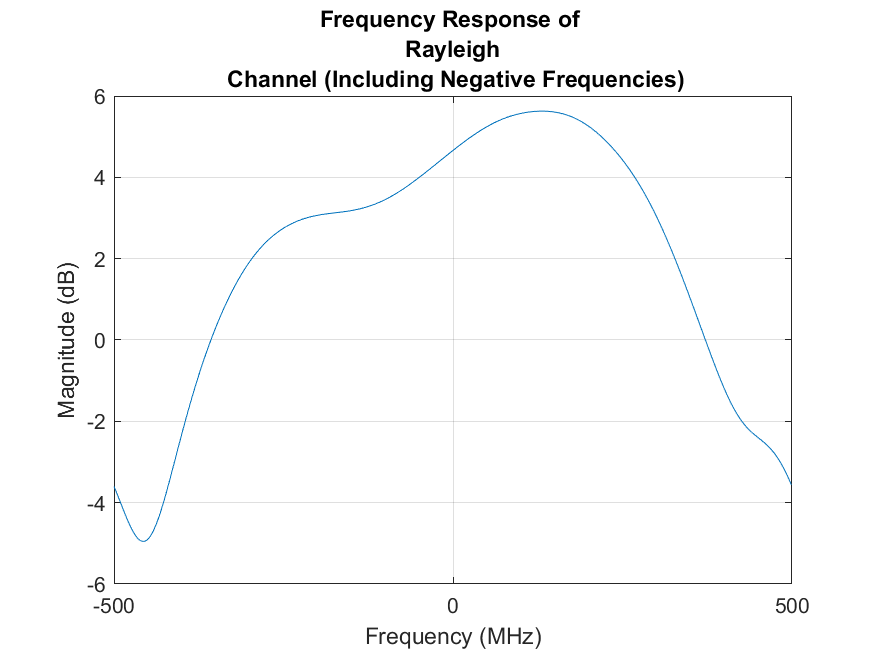 Frequency Response of
Rayleigh
Channel (Including Negative Frequencies)
6
4
2
0
-2
-4
-6
-500
0
500
Magnitude (dB)
Frequency (MHz)